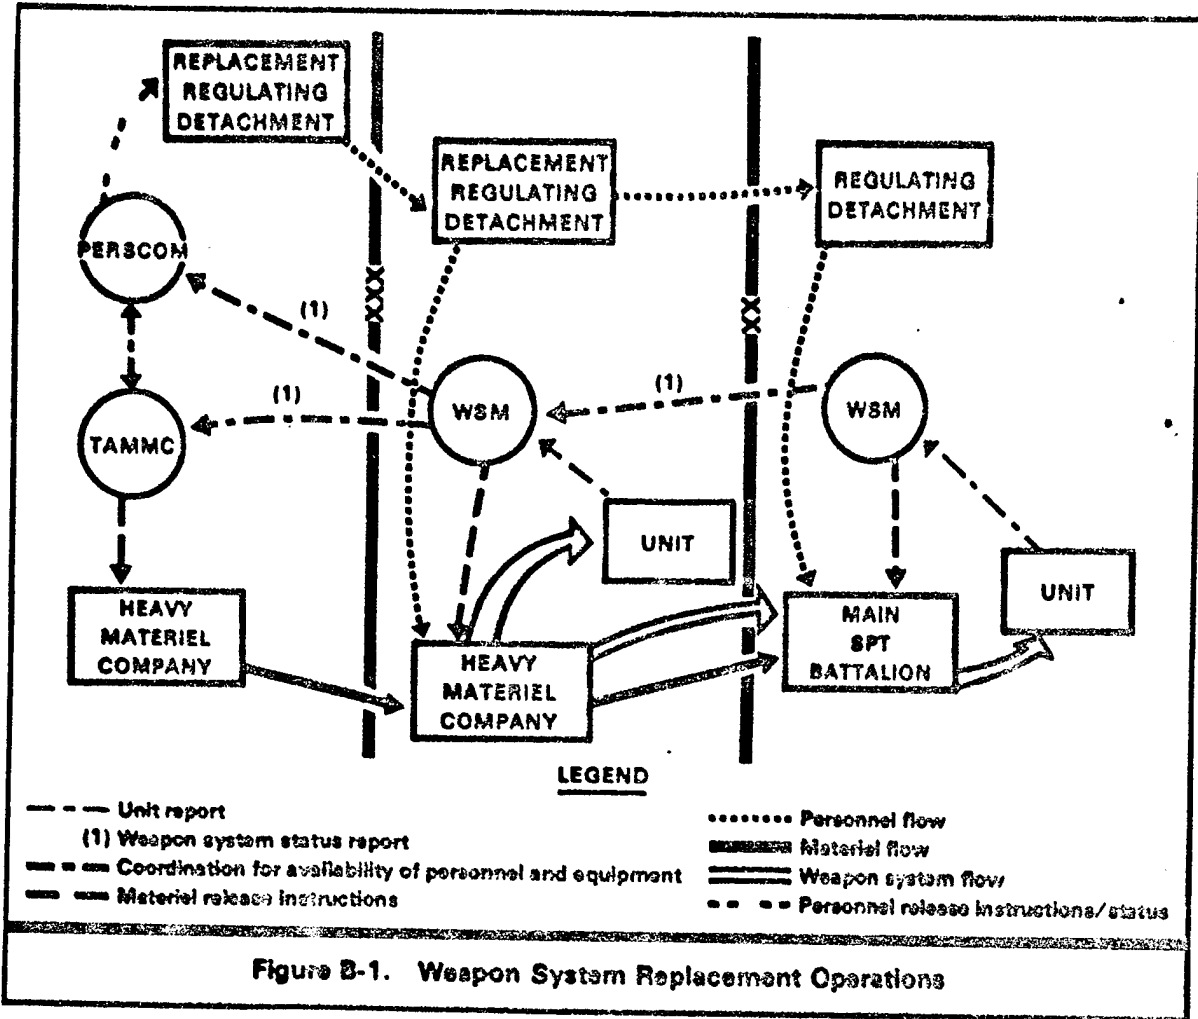 REPLACEMENT
REGULATING
DETACHMENT
REPLACEMENT
REGULATING
DETACHMENT
REGULATING
DETACHMENT
PERSCOM
XXX
XX
(1)
(1)
(1)
TAMMC
WSM
WSM
UNIT
UNIT
HEAVY
MATERIEL
COMPANY
HEAVY
MATERIEL
COMPANY
MAIN
SPT
BATTALION
LEGEND
Unit report
(1) Weapon system status report
Coordination for availability of personnel and equipment
Materiel release instructions
Personnel flow
Materiel flow
Weapon system flow
Personnel release instructions/status
Figure B-1. Weapon System Replacement Operations